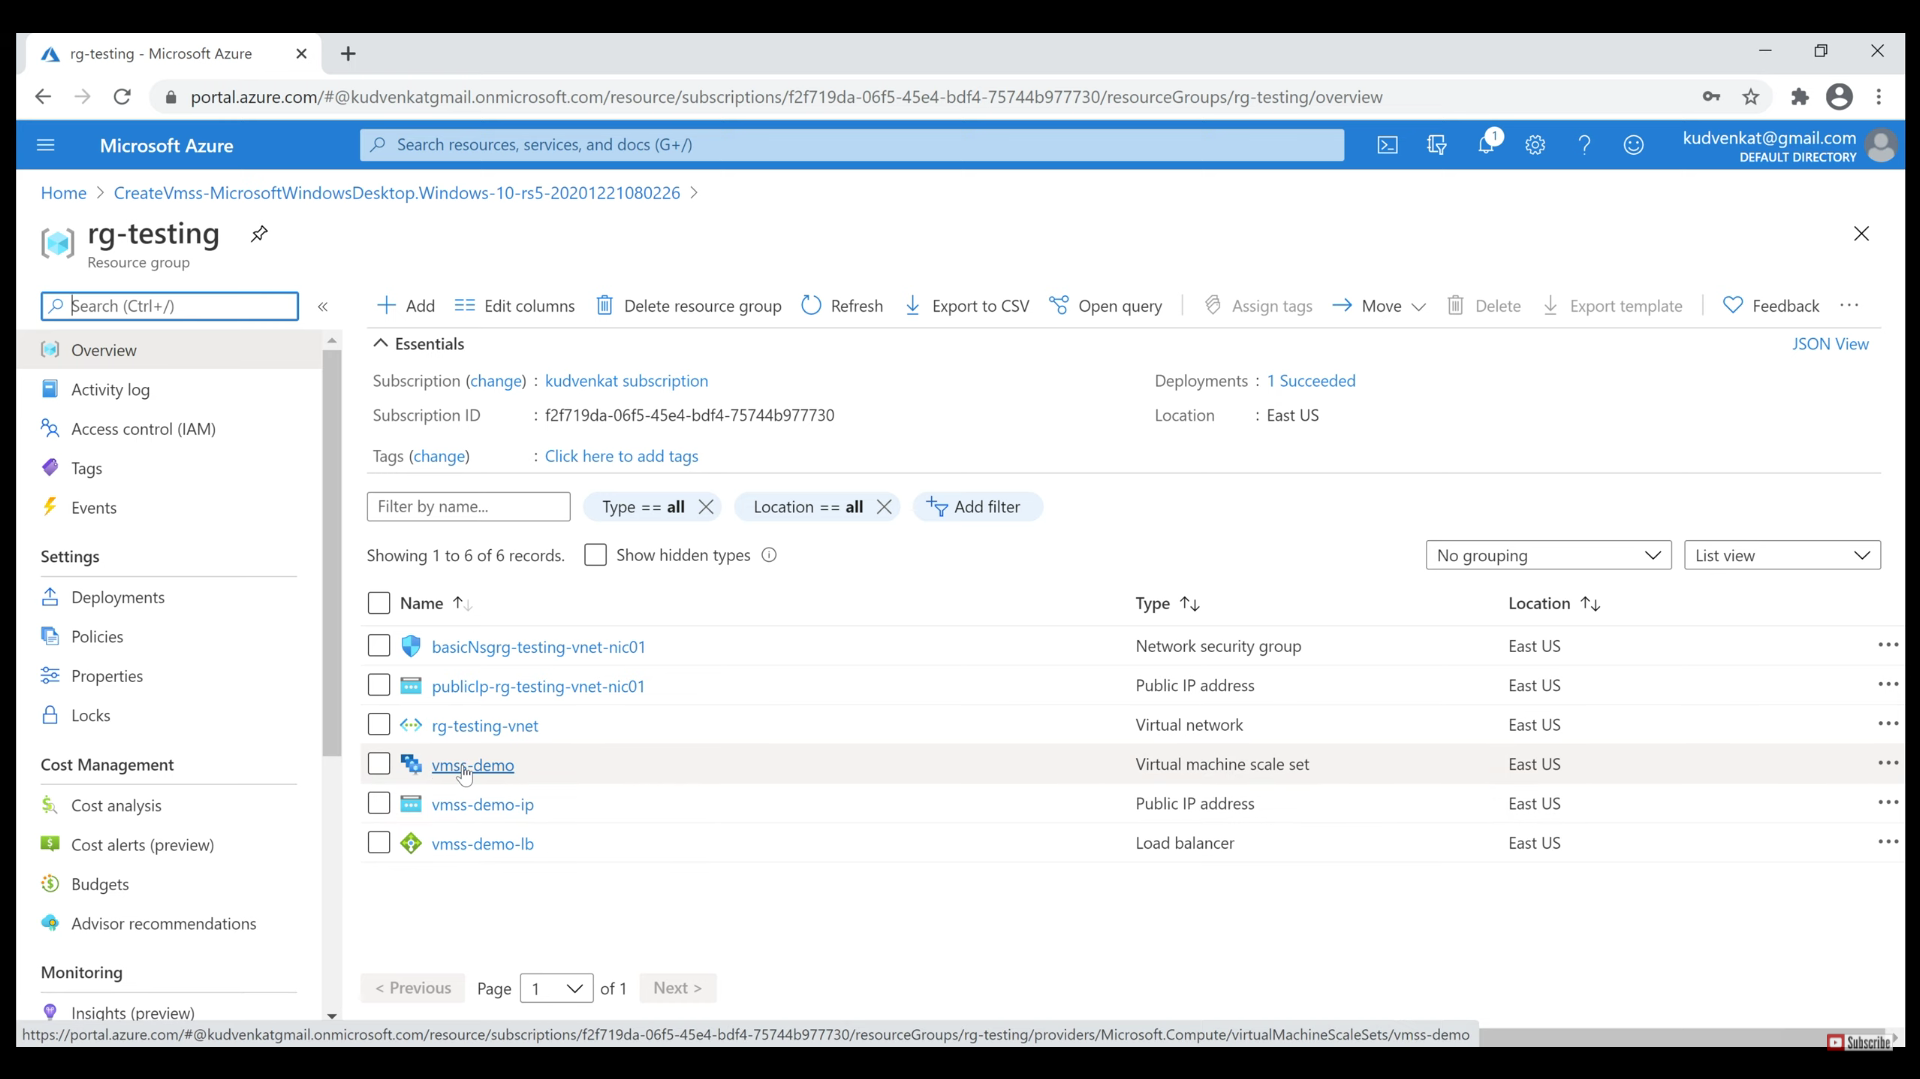 rg-testing - Microsoft Azure
portal.azure.com/#@kudvenkatgmail.onmicrosoft.com/resource/subscriptions/f2f719da-06f5-45e4-bdf4-75744b977730/resourceGroups/rg-testing/overview
Microsoft Azure
Search resources, services, and docs (G+/)
1
kudvenkat@gmail.com
DEFAULT DIRECTORY
Home > CreateVmss-MicrosoftWindowsDesktop.Windows-10-rs5-20201221080226 >
rg-testing
Resource group
Search (Ctrl+/)
«
Add
Edit columns
Delete resource group
Refresh
Export to CSV
Open query
Assign tags
Move
Delete
Export template
Feedback
Overview
Activity log
Access control (IAM)
Tags
Events
Settings
Deployments
Policies
Properties
Locks
Cost Management
Cost analysis
Cost alerts (preview)
Budgets
Advisor recommendations
Monitoring
Insights (preview)
Essentials
JSON View
Subscription (change) : kudvenkat subscription
Deployments : 1 Succeeded
Subscription ID : f2f719da-06f5-45e4-bdf4-75744b977730
Location : East US
Tags (change) : Click here to add tags
Filter by name...
Type == all
Location == all
Add filter
Showing 1 to 6 of 6 records.
Show hidden types
No grouping
List view
Name Type Location
basicNsgrg-testing-vnet-nic01 Network security group East US
publicIp-rg-testing-vnet-nic01 Public IP address East US
rg-testing-vnet Virtual network East US
vmss-demo Virtual machine scale set East US
vmss-demo-ip Public IP address East US
vmss-demo-lb Load balancer East US
< Previous Page 1 of 1 Next >
https://portal.azure.com/#@kudvenkatgmail.onmicrosoft.com/resource/subscriptions/f2f719da-06f5-45e4-bdf4-75744b977730/resourceGroups/rg-testing/providers/Microsoft.Compute/virtualMachineScaleSets/vmss-demo
Subscribe